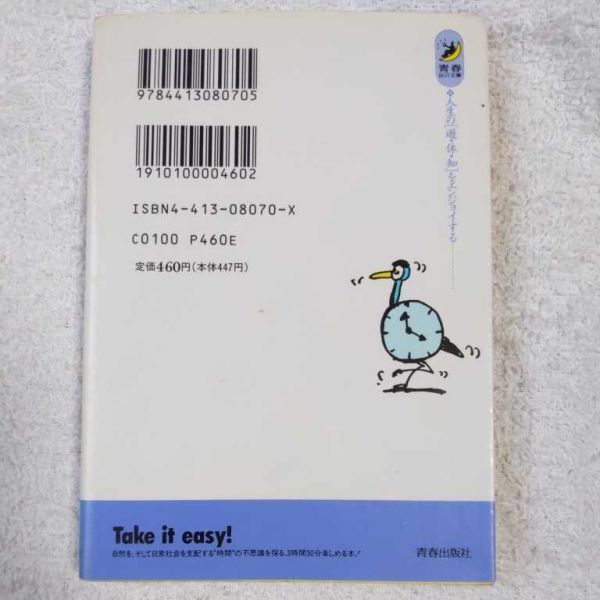 9784413080705
1910100004602
ISBN4-413-08070-X
C0100 P460E
定価460円(本体447円)
青春
人生の「遊・休・知」をエンジョイする…………
Take it easy!
自然を、そして日常社会を支配する"時間"の不思議を探る、3時間30分楽しめる本!
青春出版社